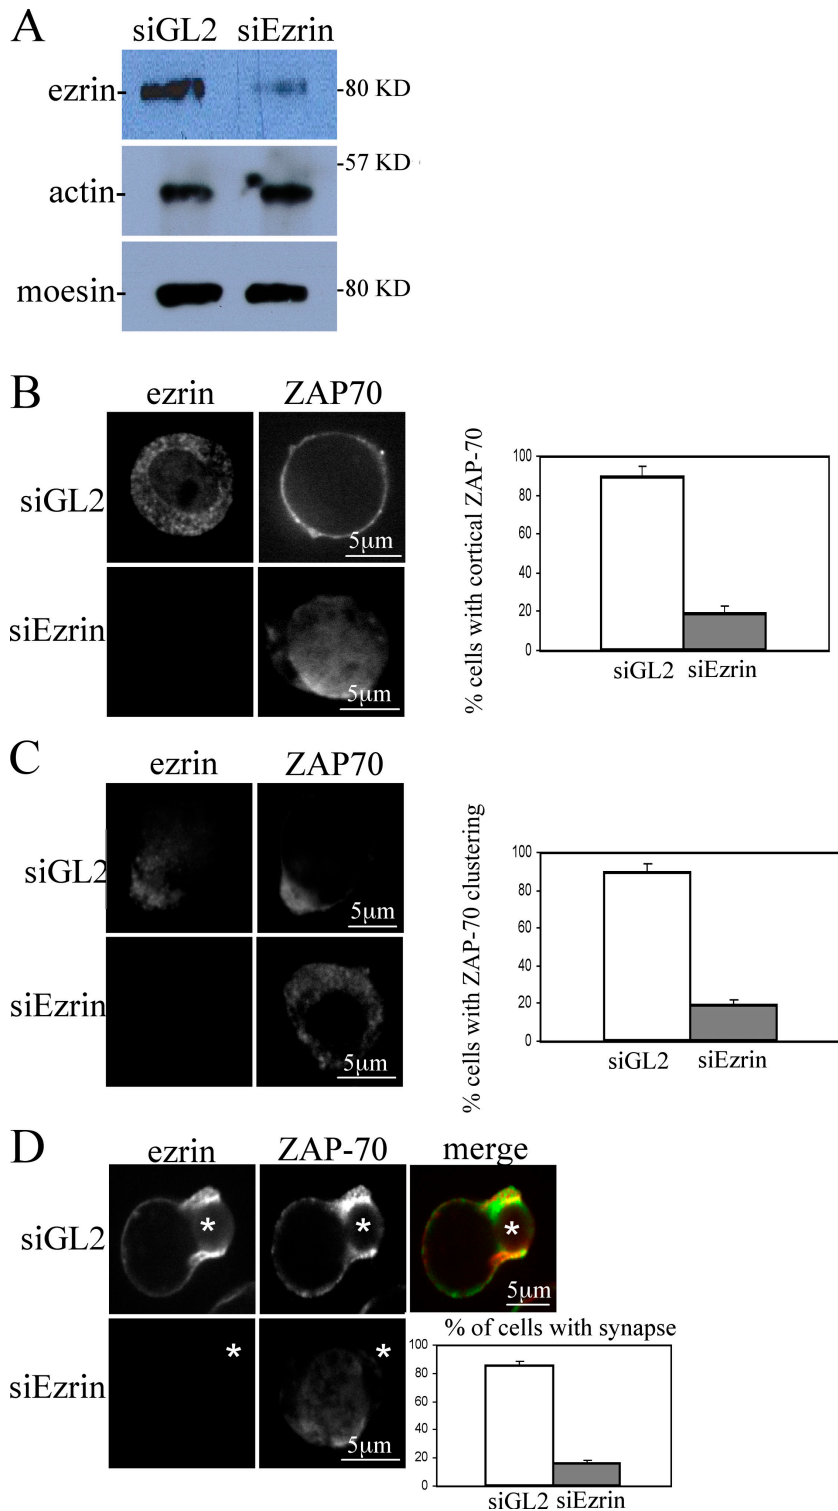 A
siGL2 siEzrin
ezrin- -80 KD
-57 KD
actin-
moesin- -80 KD
B
ezrin ZAP70
siGL2
5μm
siEzrin
5μm
% cells with cortical ZAP-70
100
80
60
40
20
0
siGL2 siEzrin
C
ezrin ZAP70
siGL2
5μm
siEzrin
5μm
% cells with ZAP-70 clustering
100
80
60
40
20
0
siGL2 siEzrin
D
ezrin ZAP-70 merge
siGL2
* * *
5μm
siEzrin
* *
5μm
% of cells with synapse
100
80
60
40
20
0
siGL2 siEzrin